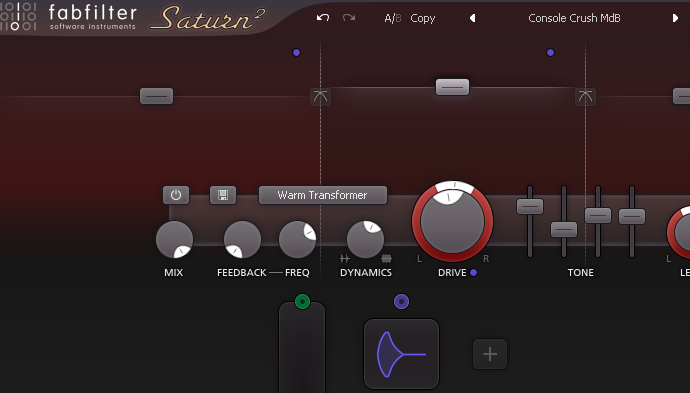 fabfilter
software instruments
Saturn 2
A/B Copy
Console Crush MdB
Warm Transformer
L R L
MIX FEEDBACK FREQ DYNAMICS DRIVE TONE LE